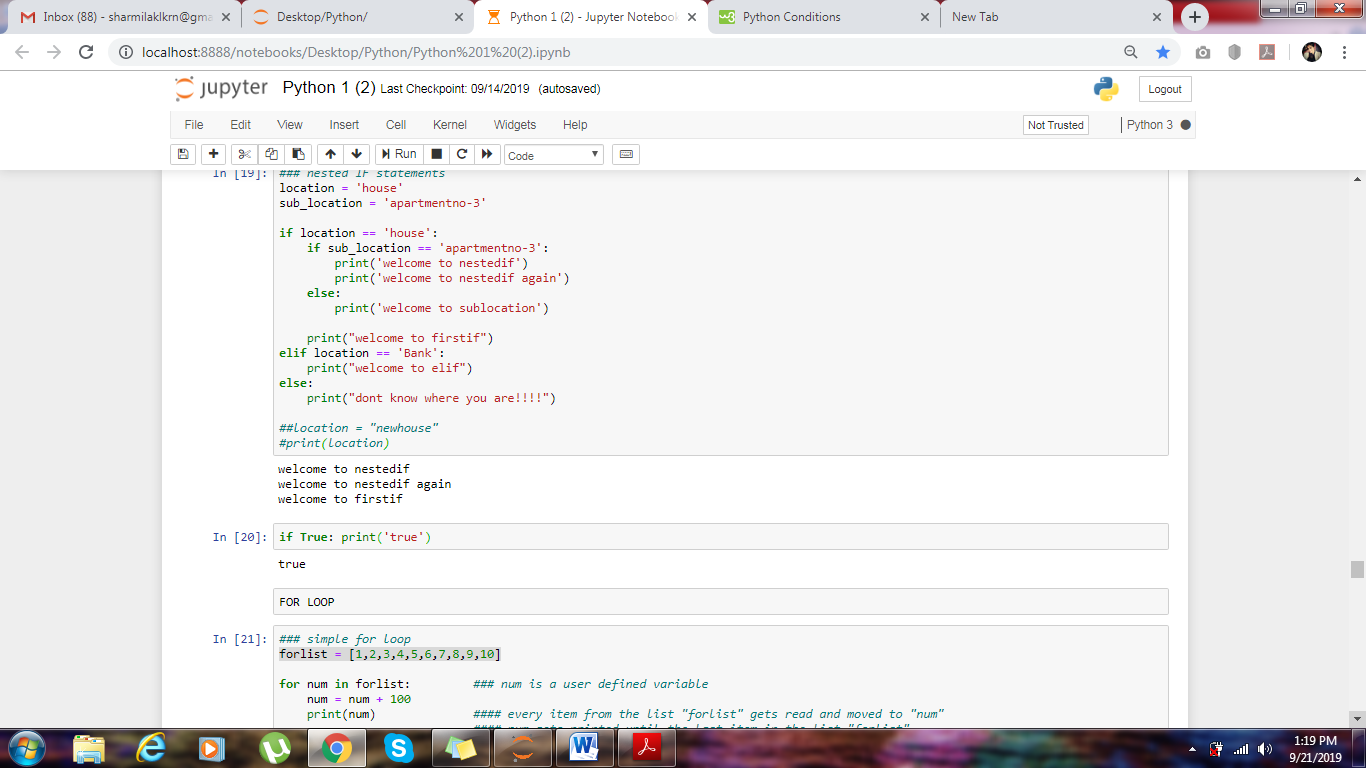 Inbox (88) - sharmilaklkrn@gma
Desktop/Python/
Python 1 (2) - Jupyter Notebook
Python Conditions
New Tab
localhost:8888/notebooks/Desktop/Python/Python%201%20(2).ipynb
jupyter Python 1 (2) Last Checkpoint: 09/14/2019 (autosaved)
Logout
File Edit View Insert Cell Kernel Widgets Help
Not Trusted
Python 3
Run
Code
In [19]: ### nested IF statements
location = 'house'
sub_location = 'apartmentno-3'
if location == 'house':
    if sub_location == 'apartmentno-3':
        print('welcome to nestedif')
        print('welcome to nestedif again')
    else:
        print('welcome to sublocation')
    print("welcome to firstif")
elif location == 'Bank':
    print("welcome to elif")
else:
    print("dont know where you are!!!!")
##location = "newhouse"
#print(location)
welcome to nestedif
welcome to nestedif again
welcome to firstif
In [20]: if True: print('true')
true
FOR LOOP
In [21]: ### simple for loop
forlist = [1,2,3,4,5,6,7,8,9,10]
for num in forlist:         ### num is a user defined variable
    num = num + 100
    print(num)              #### every item from the list "forlist" gets read and moved to "num"
1:19 PM
9/21/2019